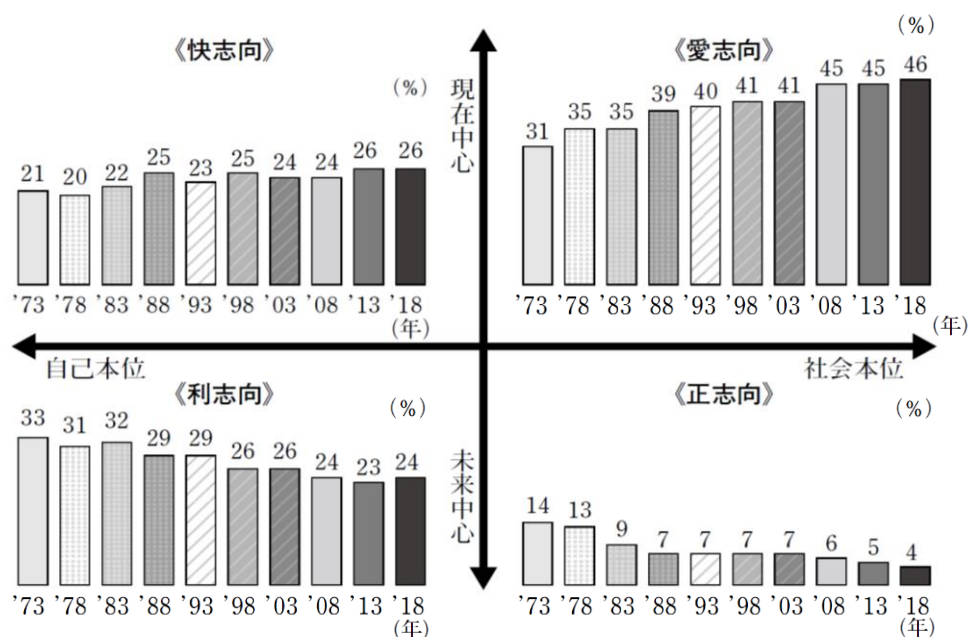 《快志向》
(%)
21 20 22 25 23 25 24 24 26 26
'73 '78 '83 '88 '93 '98 '03 '08 '13 '18
(年)
現在中心
《愛志向》
(%)
31 35 35 39 40 41 41 45 45 46
'73 '78 '83 '88 '93 '98 '03 '08 '13 '18
(年)
自己本位
社会本位
《利志向》
(%)
33 31 32 29 29 26 26 24 23 24
'73 '78 '83 '88 '93 '98 '03 '08 '13 '18
(年)
未来中心
《正志向》
(%)
14 13 9 7 7 7 7 6 5 4
'73 '78 '83 '88 '93 '98 '03 '08 '13 '18
(年)